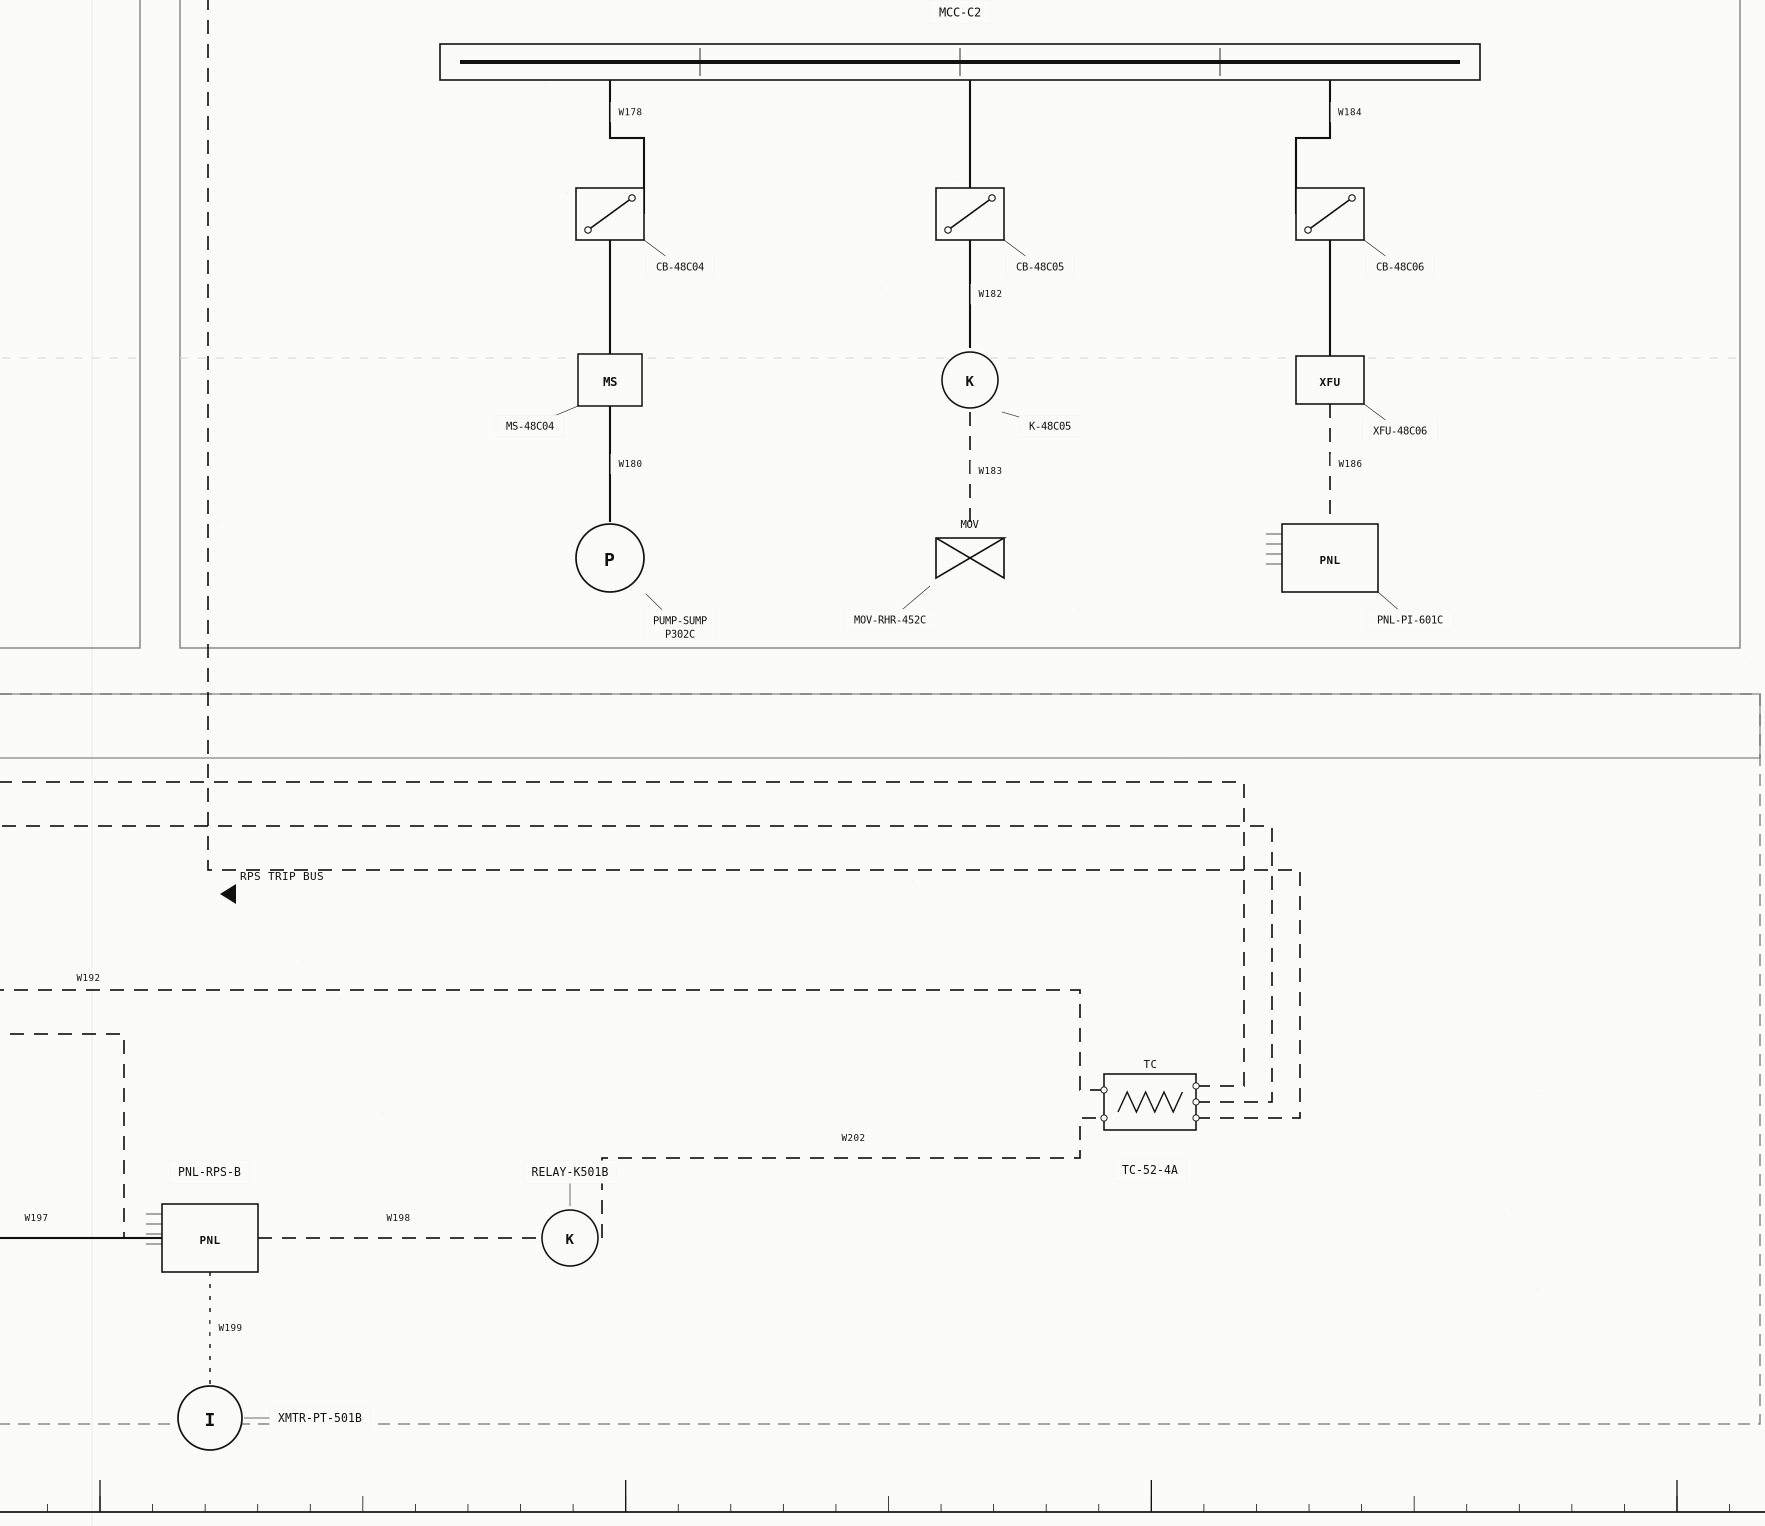 MCC-C2
W178
W184
CB-48C04
CB-48C05
CB-48C06
W182
MS
K
XFU
MS-48C04
K-48C05
XFU-48C06
W180
W183
W186
MOV
P
PNL
PUMP-SUMP
P302C
MOV-RHR-452C
PNL-PI-601C
RPS TRIP BUS
W192
TC
W202
PNL-RPS-B
RELAY-K501B
TC-52-4A
W197
W198
PNL
K
W199
I
XMTR-PT-501B